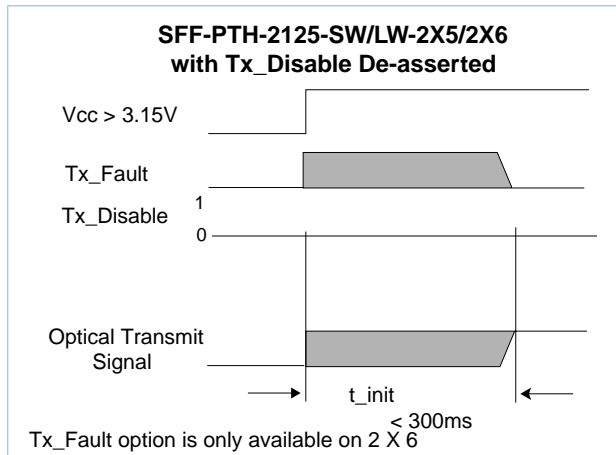 SFF-PTH-2125-SW/LW-2X5/2X6
with Tx_Disable De-asserted
Vcc > 3.15V
Tx_Fault
Tx_Disable
1
0
Optical Transmit
Signal
t_init
< 300ms
Tx_Fault option is only available on 2 X 6